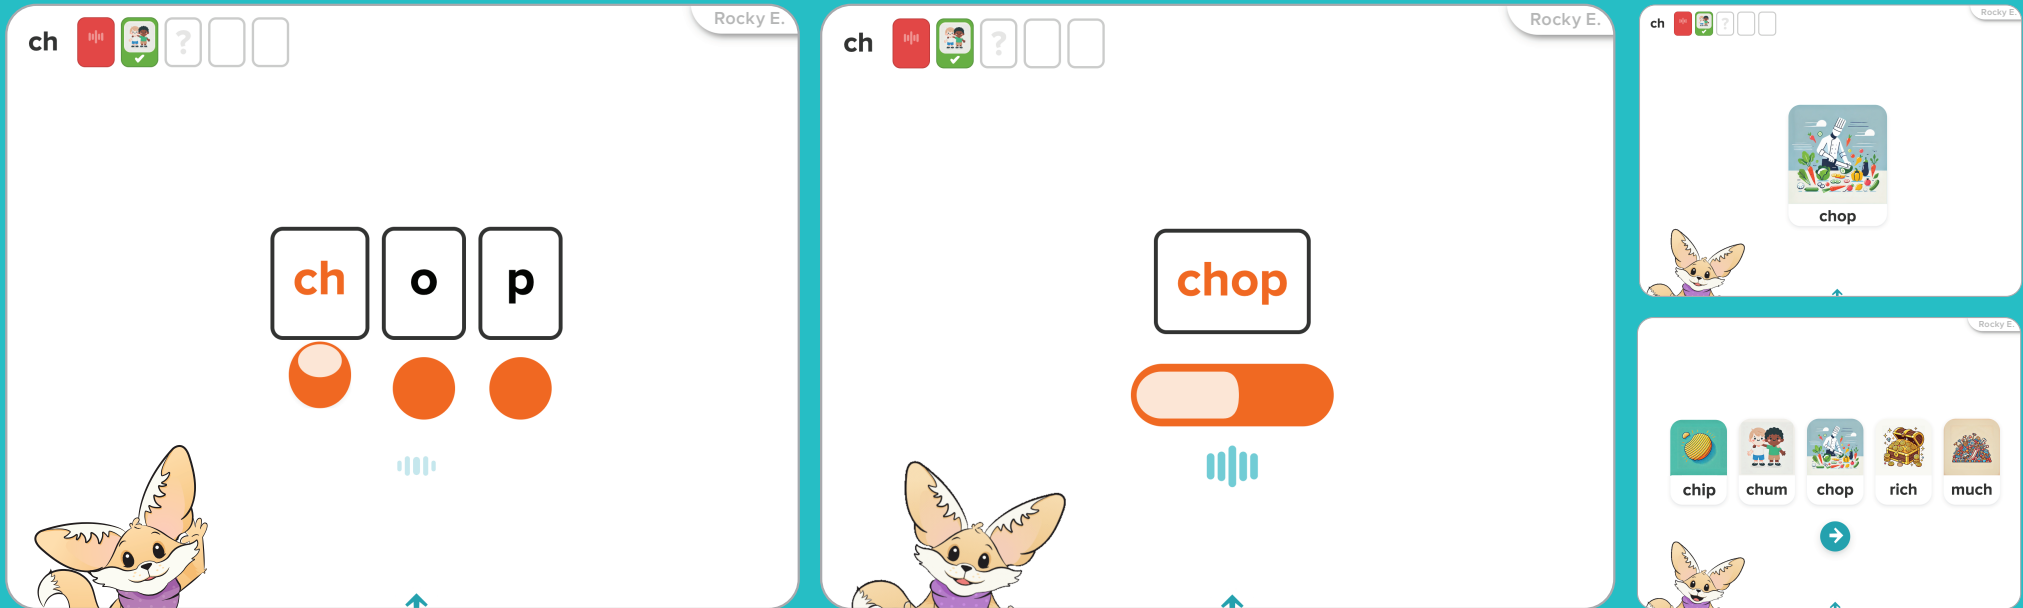 ch
?
Rocky E.
ch o p
ch
?
Rocky E.
chop
ch
?
Rocky E.
chop
Rocky E.
chip chum chop rich much